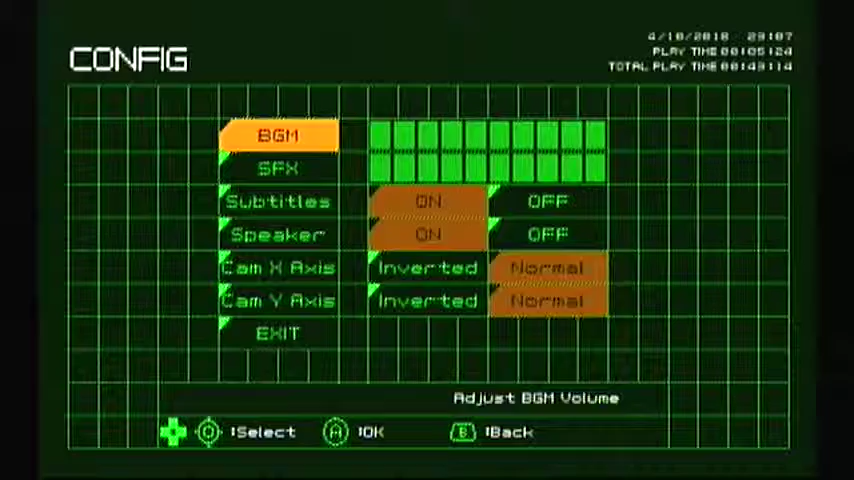 4/10/2018 23:07
PLAY TIME 00:05:24
TOTAL PLAY TIME 00:43:14
CONFIG
BGM
SFX
Subtitles ON OFF
Speaker ON OFF
Cam X Axis Inverted Normal
Cam Y Axis Inverted Normal
EXIT
Adjust BGM Volume
:Select A :OK B :Back